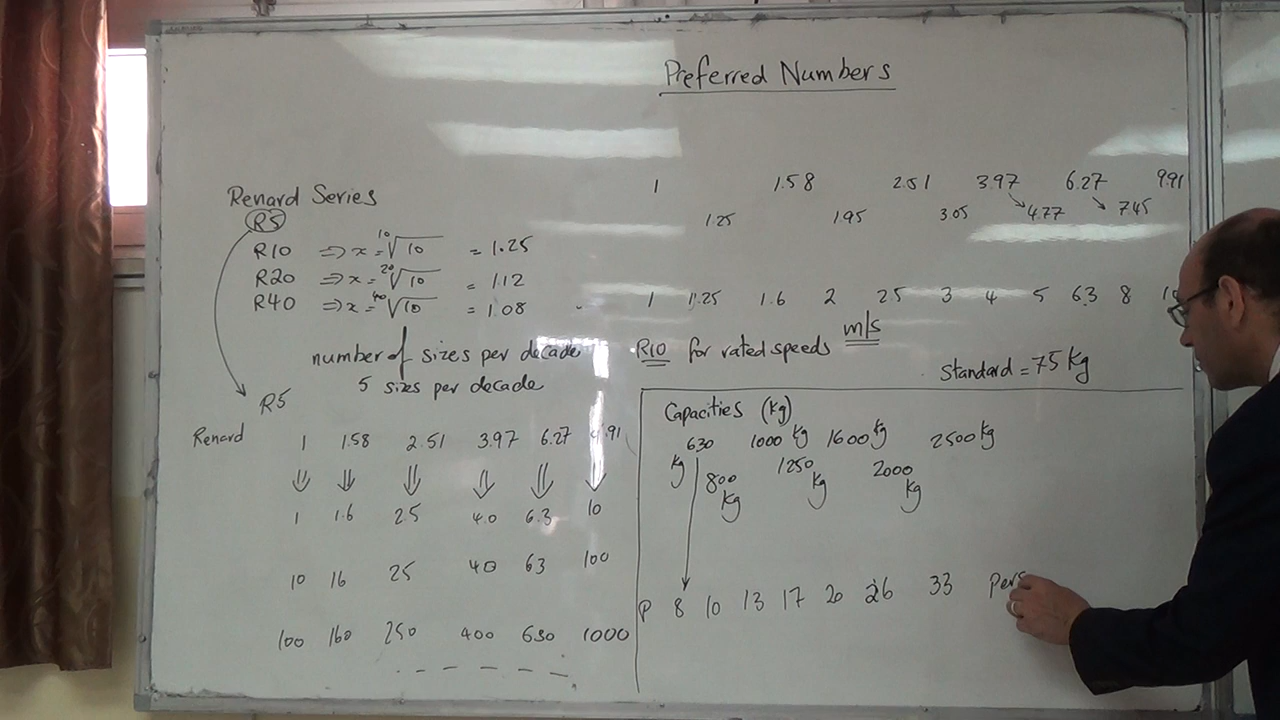 Preferred Numbers
Renard Series
R5
R10 ⇒ x = ¹⁰√10 = 1.25
R20 ⇒ x = ²⁰√10 = 1.12
R40 ⇒ x = ⁴⁰√10 = 1.08
number of sizes per decade
5 sizes per decade
R5
Renard 1 1.58 2.51 3.97 6.27 9.91
1 1.6 2.5 4.0 6.3 10
10 16 25 40 63 100
100 160 250 400 630 1000
1 1.58 2.51 3.97 6.27 9.91
1.25 1.95 3.05 4.77 7.45
1 1.25 1.6 2 2.5 3 4 5 6.3 8 10
R10 for rated speeds m/s
Standard = 75 kg
Capacities (kg)
630 kg 1000 kg 1600 kg 2500 kg
800 kg 1250 kg 2000 kg
P 8 10 13 17 20 26 33 Pers